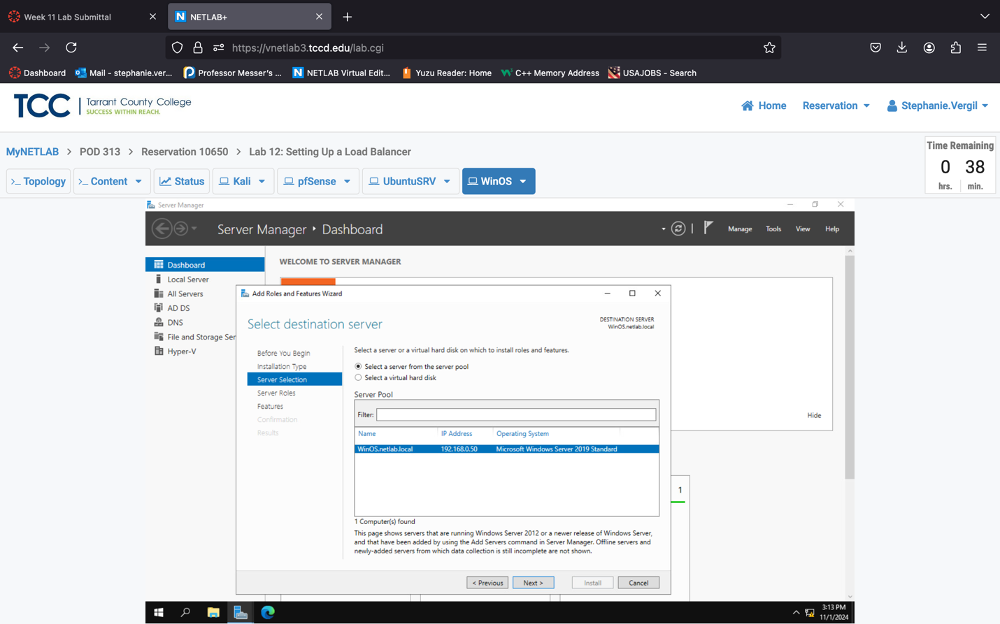 Week 11 Lab Submittal
NETLAB+
https://vnetlab3.tccd.edu/lab.cgi
Dashboard
Mail - stephanie.ver...
Professor Messer's ...
NETLAB Virtual Edit...
Yuzu Reader: Home
C++ Memory Address
USAJOBS - Search
TCC
Tarrant County College
SUCCESS WITHIN REACH.
Home
Reservation
Stephanie.Vergil
MyNETLAB > POD 313 > Reservation 10650 > Lab 12: Setting Up a Load Balancer
Time Remaining
0 38
hrs. min.
>_ Topology
>_ Content
Status
Kali
pfSense
UbuntuSRV
WinOS
Server Manager
Server Manager ‣ Dashboard
Manage
Tools
View
Help
Dashboard
Local Server
All Servers
AD DS
DNS
File and Storage Ser
Hyper-V
WELCOME TO SERVER MANAGER
Hide
1
Add Roles and Features Wizard
Select destination server
DESTINATION SERVER
WinOS.netlab.local
Before You Begin
Installation Type
Server Selection
Server Roles
Features
Confirmation
Results
Select a server or a virtual hard disk on which to install roles and features.
Select a server from the server pool
Select a virtual hard disk
Server Pool
Filter:
Name IP Address Operating System
WinOS.netlab.local 192.168.0.50 Microsoft Windows Server 2019 Standard
1 Computer(s) found
This page shows servers that are running Windows Server 2012 or a newer release of Windows Server,
and that have been added by using the Add Servers command in Server Manager. Offline servers and
newly-added servers from which data collection is still incomplete are not shown.
< Previous
Next >
Install
Cancel
3:13 PM
11/1/2024